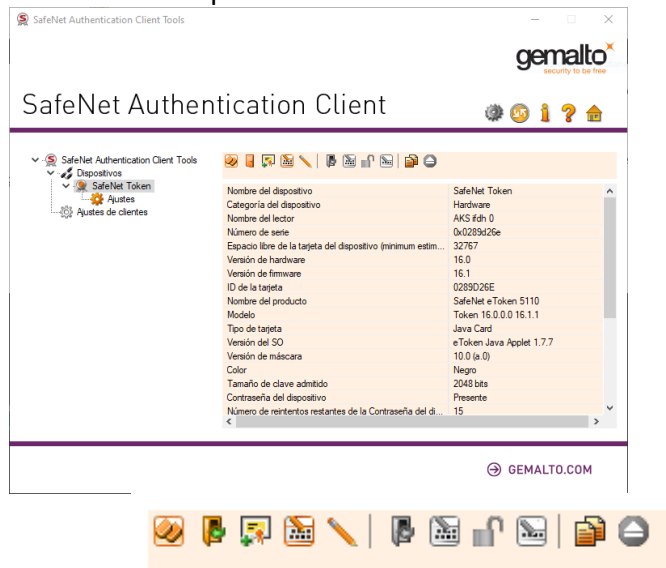 SafeNet Authentication Client Tools
gemalto
security to be free
SafeNet Authentication Client
SafeNet Authentication Client Tools
Dispositivos
SafeNet Token
Ajustes
Ajustes de clientes
Nombre del dispositivo SafeNet Token
Categoría del dispositivo Hardware
Nombre del lector AKS ifdh 0
Número de serie 0x0289d26e
Espacio libre de la tarjeta del dispositivo (minimum estim... 32767
Versión de hardware 16.0
Versión de firmware 16.1
ID de la tarjeta 0289D26E
Nombre del producto SafeNet eToken 5110
Modelo Token 16.0.0.0 16.1.1
Tipo de tarjeta Java Card
Versión del SO eToken Java Applet 1.7.7
Versión de máscara 10.0 (a.0)
Color Negro
Tamaño de clave admitido 2048 bits
Contraseña del dispositivo Presente
Número de reintentos restantes de la Contraseña del di... 15
GEMALTO.COM